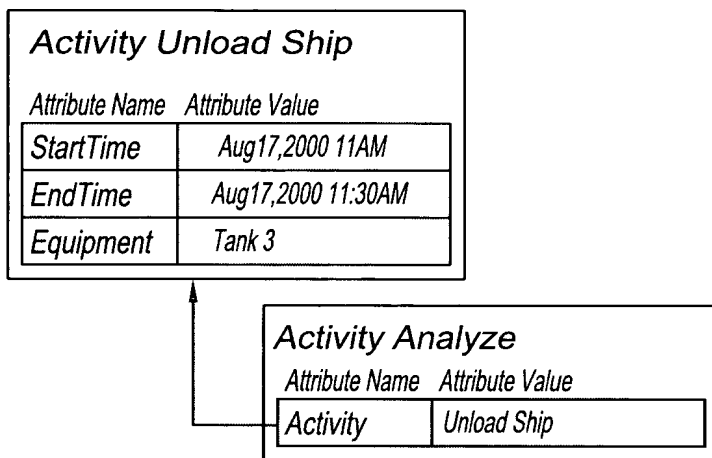 Activity Unload Ship
Attribute Name Attribute Value
StartTime Aug17,2000 11AM
EndTime Aug17,2000 11:30AM
Equipment Tank 3
Activity Analyze
Attribute Name Attribute Value
Activity Unload Ship